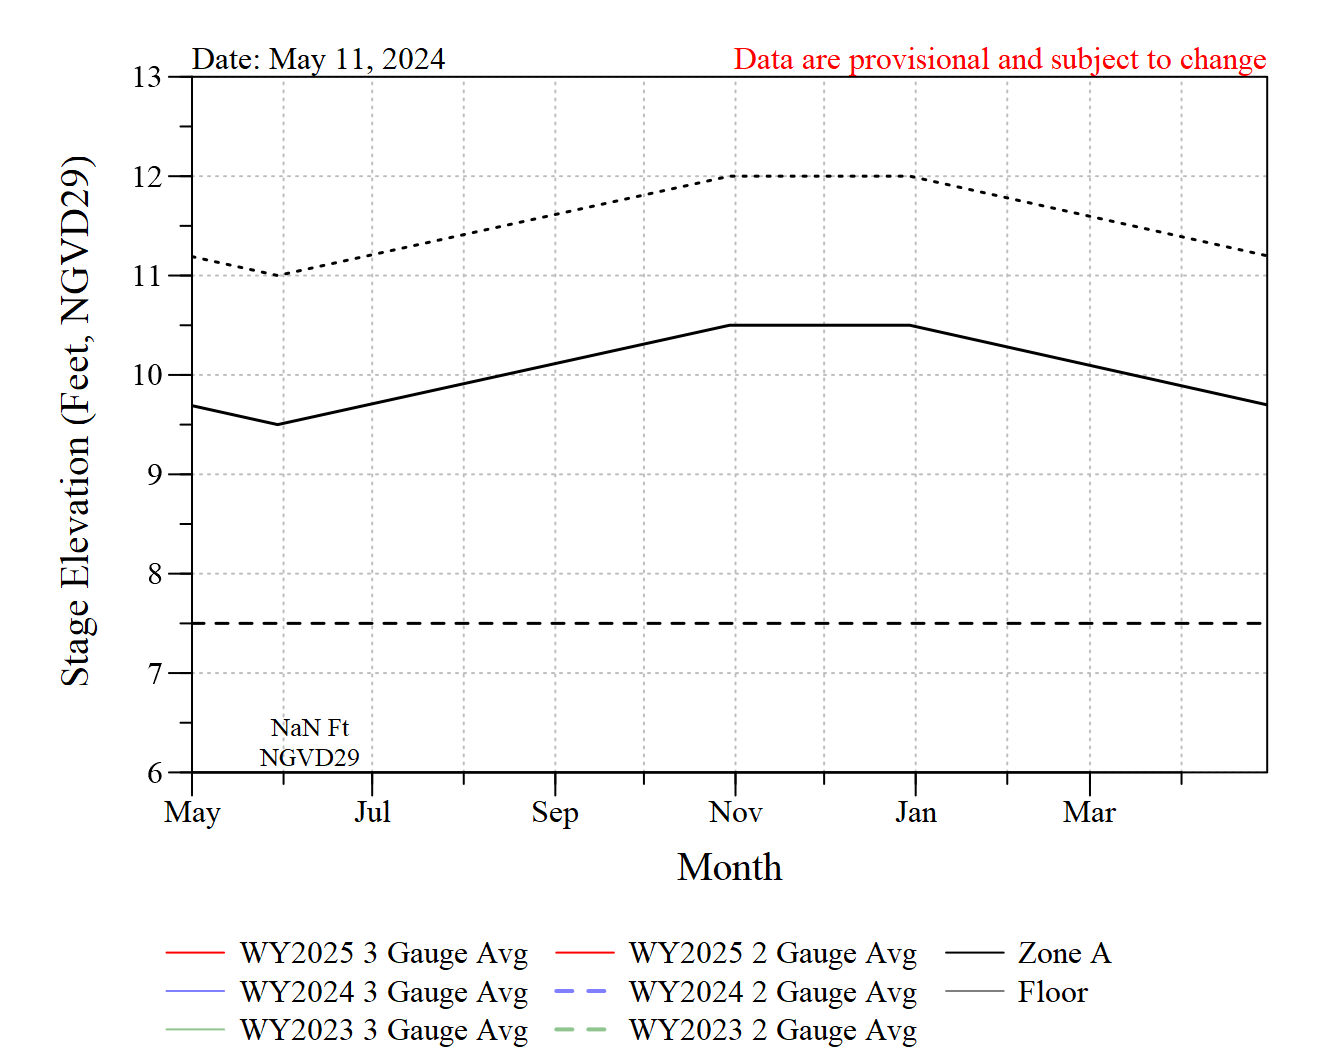 Date: May 11, 2024
Data are provisional and subject to change
Stage Elevation (Feet, NGVD29)
13
12
11
10
9
8
7
6
NaN Ft
NGVD29
May Jul Sep Nov Jan Mar
Month
WY2025 3 Gauge Avg WY2025 2 Gauge Avg Zone A
WY2024 3 Gauge Avg WY2024 2 Gauge Avg Floor
WY2023 3 Gauge Avg WY2023 2 Gauge Avg